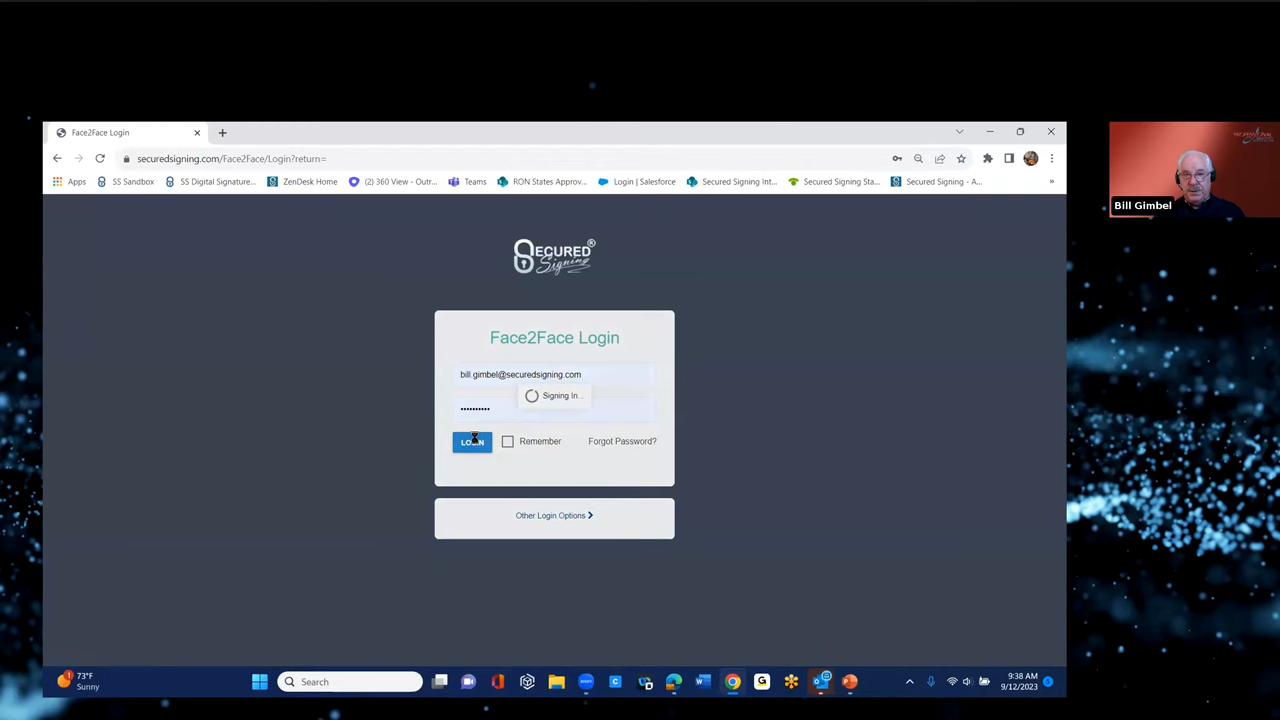 Face2Face Login
securedsigning.com/Face2Face/Login?return=
Apps SS Sandbox SS Digital Signature... ZenDesk Home (2) 360 View - Outr... Teams RON States Approv... Login | Salesforce Secured Signing Int... Secured Signing Sta... Secured Signing - A... »
SECURED®
Signing
Face2Face Login
bill.gimbel@securedsigning.com
Signing In...
••••••••••
Remember
Forgot Password?
Other Login Options
Bill Gimbel
73°F
Sunny
Search
9:38 AM
9/12/2023